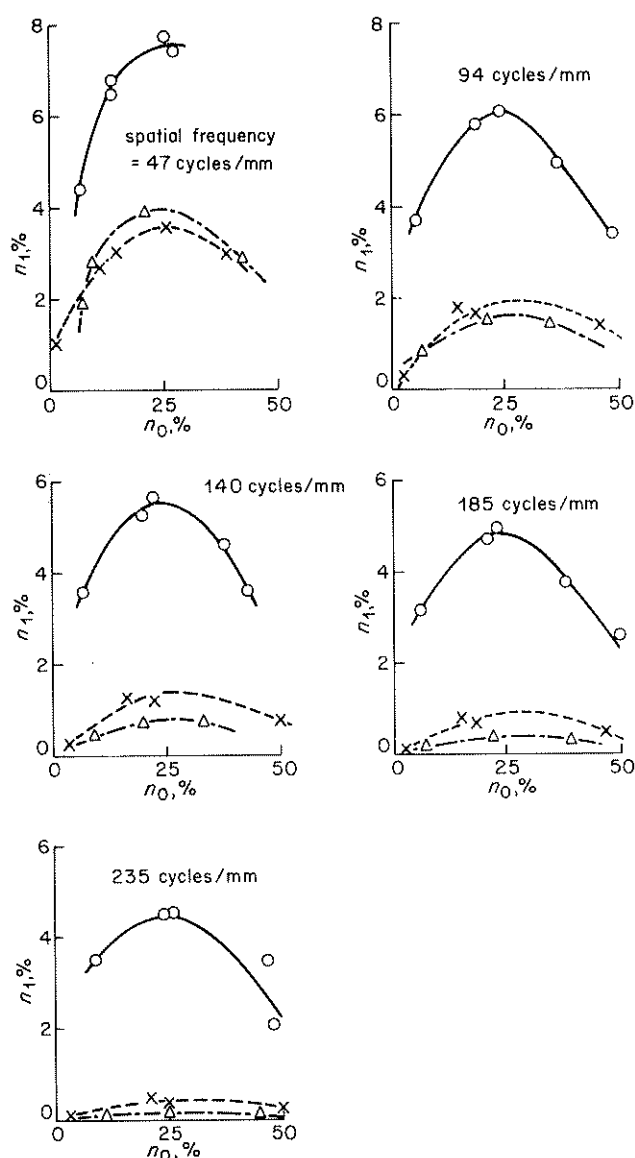 8
6
4
2
0
n₁,%
spatial frequency
= 47 cycles/mm
0
25
50
n₀,%
6
4
2
0
n₁,%
94 cycles/mm
0
25
50
n₀,%
6
4
2
0
n₁,%
140 cycles/mm
0
25
50
n₀,%
6
4
2
0
n₁,%
185 cycles/mm
0
25
50
n₀,%
6
4
2
0
n₁,%
235 cycles/mm
0
25
50
n₀,%